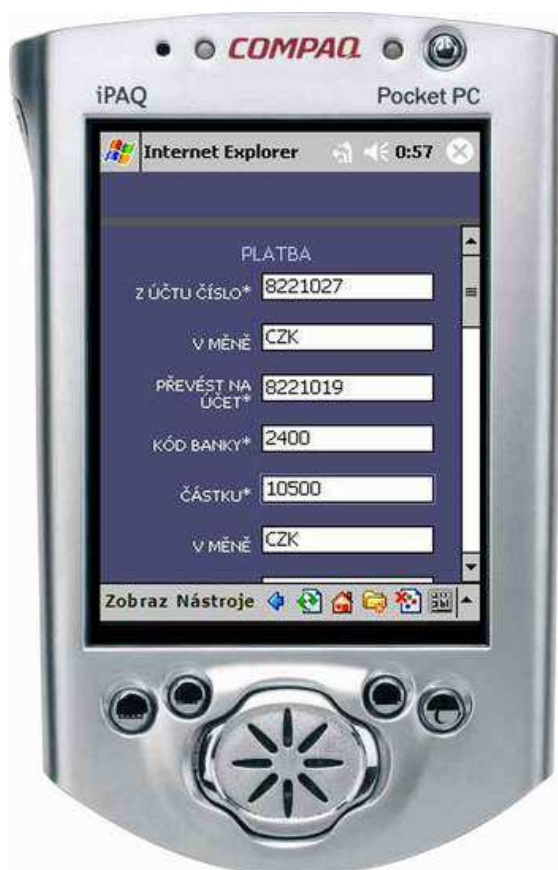 COMPAQ
iPAQ Pocket PC
Internet Explorer 0:57
PLATBA
Z ÚČTU ČÍSLO* 8221027
V MĚNĚ CZK
PŘEVÉST NA
ÚČET* 8221019
KÓD BANKY* 2400
ČÁSTKU* 10500
V MĚNĚ CZK
Zobraz Nástroje